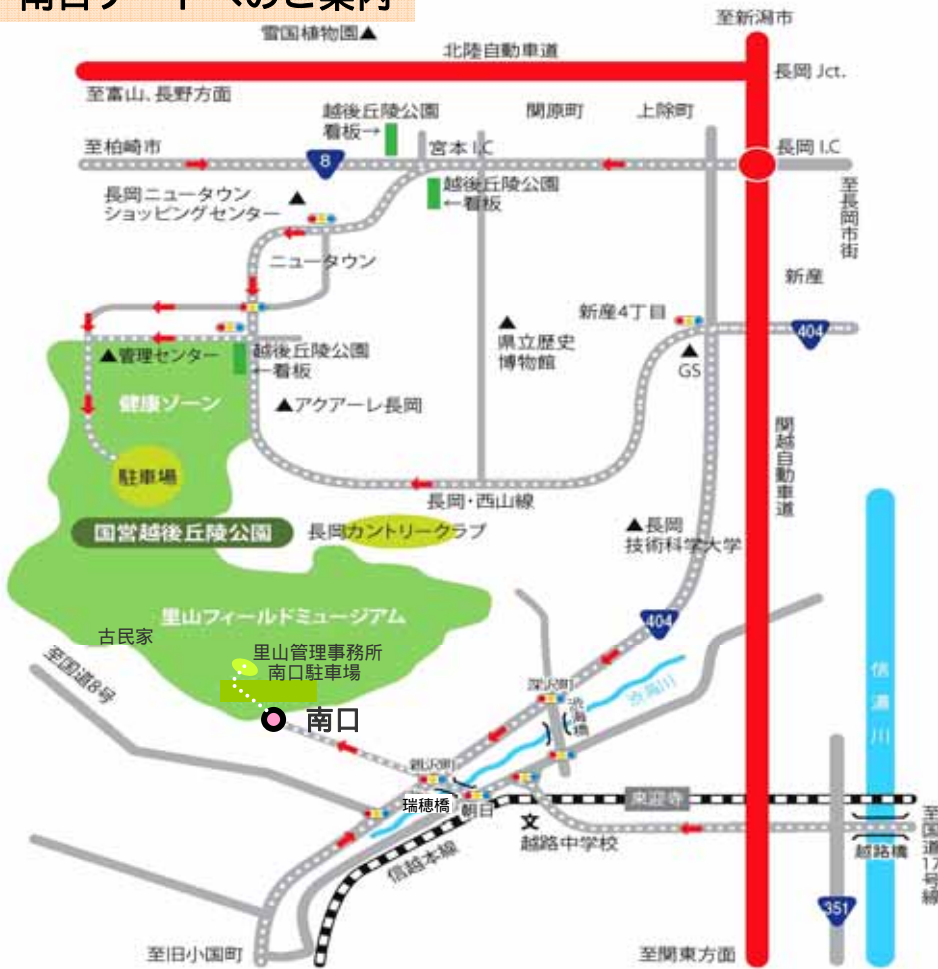 雪国植物園▲
至新潟市
北陸自動車道
長岡 Jct.
至富山、長野方面
越後丘陵公園
看板→
関原町
上除町
至柏崎市
8
宮本 I.C
長岡 I.C
長岡ニュータウン
ショッピングセンター
▲
越後丘陵公園
←看板
至長岡市街
ニュータウン
新産
新産4丁目
404
▲管理センター
越後丘陵公園
←看板
▲
県立歴史
博物館
▲
GS
健康ゾーン
▲アクアーレ長岡
関越自動車道
駐車場
長岡・西山線
国営越後丘陵公園
長岡カントリークラブ
▲長岡
技術科学大学
里山フィールドミュージアム
404
古民家
里山管理事務所
南口駐車場
至国道8号
信濃川
深沢町
渋海川
渋海橋
南口
瑞穂橋
朝日
来迎寺
文
越路中学校
信越本線
越路橋
至国道17号線
351
至旧小国町
至関東方面